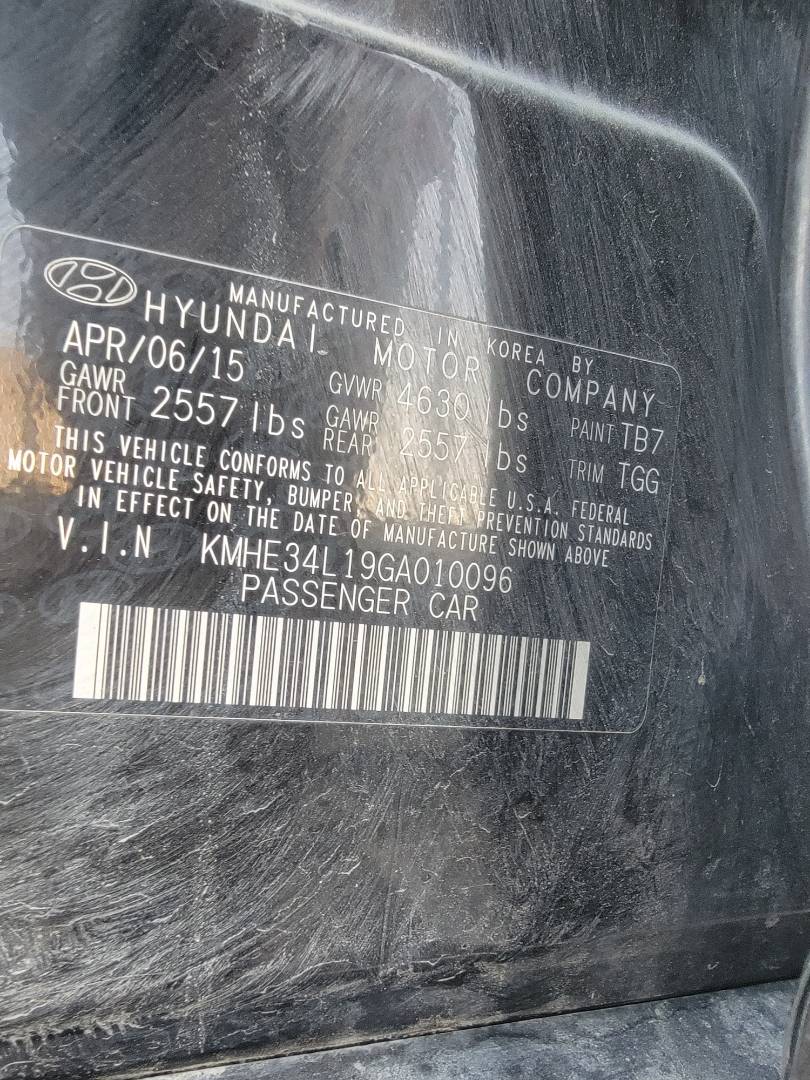 MANUFACTURED IN KOREA BY
HYUNDAI MOTOR COMPANY
APR/06/15 GVWR 4630 lbs PAINT TB7
GAWR FRONT 2557 lbs GAWR REAR 2557 lbs TRIM TGG
THIS VEHICLE CONFORMS TO ALL APPLICABLE U.S.A. FEDERAL
MOTOR VEHICLE SAFETY, BUMPER, AND THEFT PREVENTION STANDARDS
IN EFFECT ON THE DATE OF MANUFACTURE SHOWN ABOVE
V.I.N KMHE34L19GA010096
PASSENGER CAR